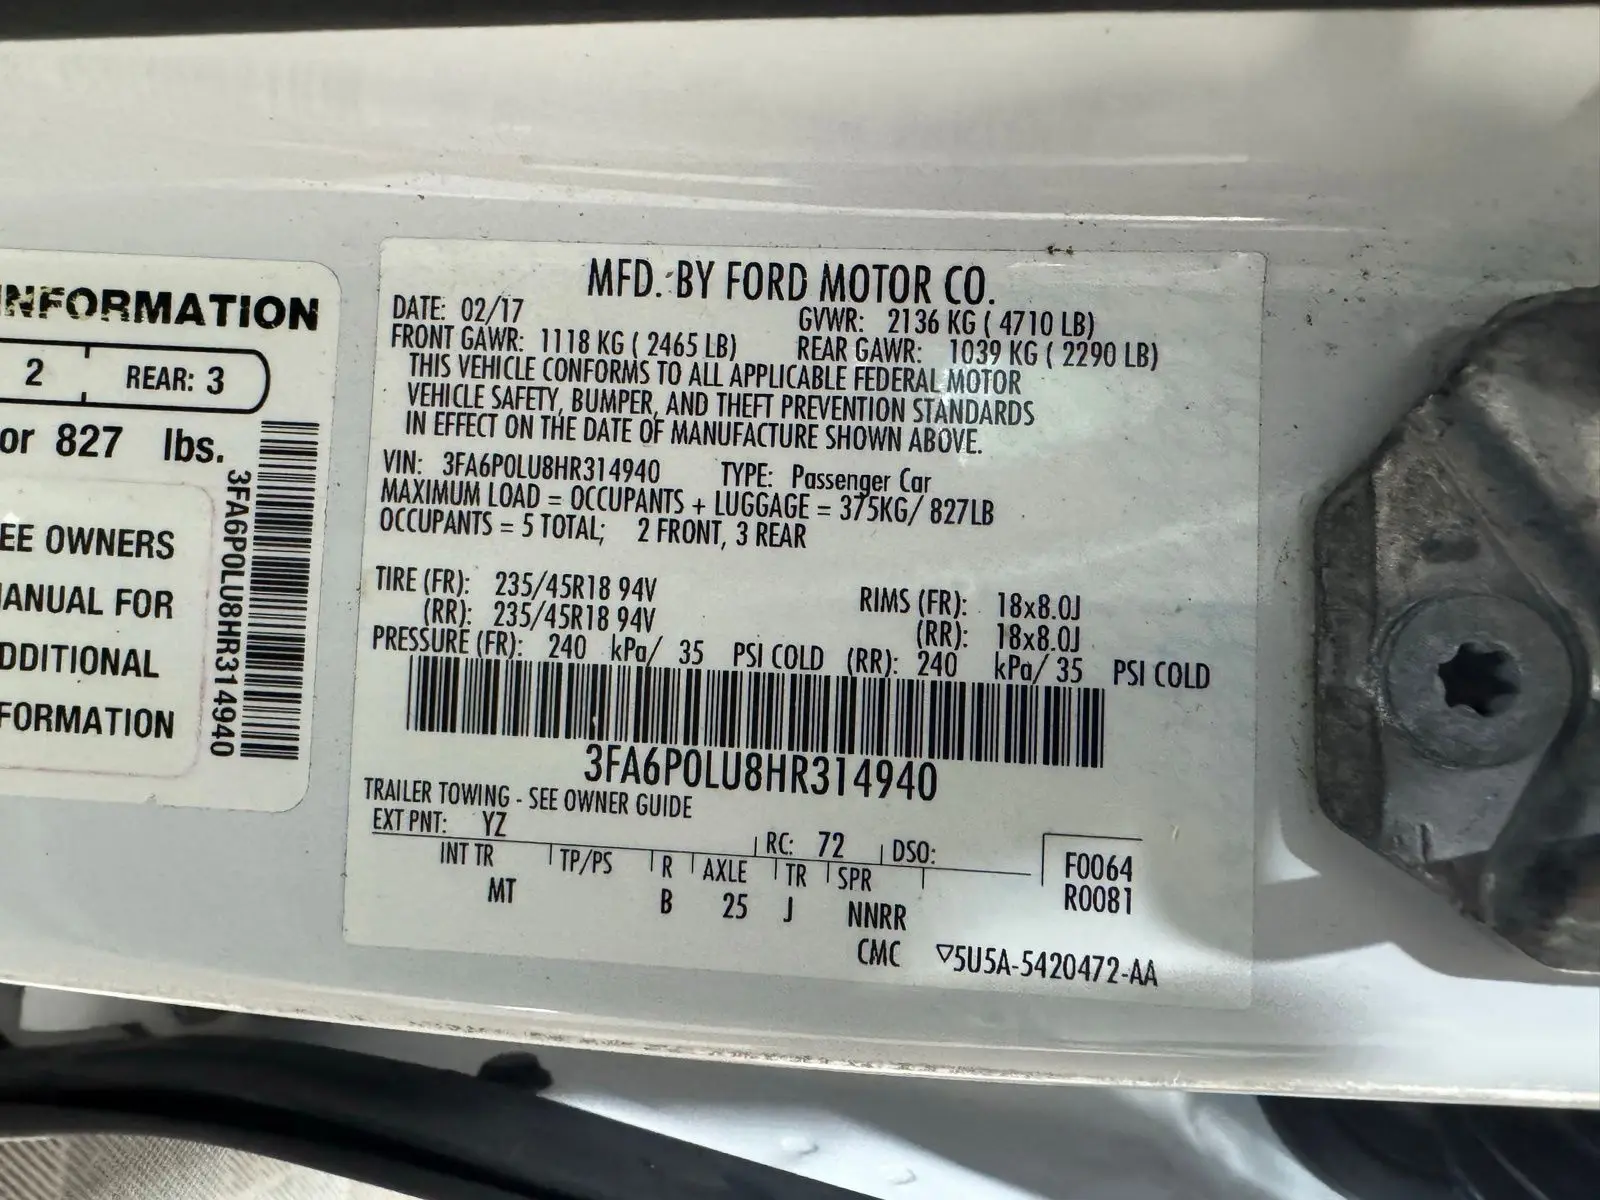 INFORMATION
2 REAR: 3
or 827 lbs.
EE OWNERS
ANUAL FOR
DDITIONAL
FORMATION
3FA6P0LU8HR314940
MFD. BY FORD MOTOR CO.
DATE: 02/17 GVWR: 2136 KG ( 4710 LB)
FRONT GAWR: 1118 KG ( 2465 LB) REAR GAWR: 1039 KG ( 2290 LB)
THIS VEHICLE CONFORMS TO ALL APPLICABLE FEDERAL MOTOR
VEHICLE SAFETY, BUMPER, AND THEFT PREVENTION STANDARDS
IN EFFECT ON THE DATE OF MANUFACTURE SHOWN ABOVE.
VIN: 3FA6P0LU8HR314940 TYPE: Passenger Car
MAXIMUM LOAD = OCCUPANTS + LUGGAGE = 375KG/ 827LB
OCCUPANTS = 5 TOTAL; 2 FRONT, 3 REAR
TIRE (FR): 235/45R18 94V RIMS (FR): 18x8.0J
(RR): 235/45R18 94V (RR): 18x8.0J
PRESSURE (FR): 240 kPa/ 35 PSI COLD (RR): 240 kPa/ 35 PSI COLD
3FA6P0LU8HR314940
TRAILER TOWING - SEE OWNER GUIDE
EXT PNT: YZ RC: 72 DSO:
INT TR TP/PS R AXLE TR SPR
MT B 25 J NNRR
F0064
R0081
CMC ▽5U5A-5420472-AA